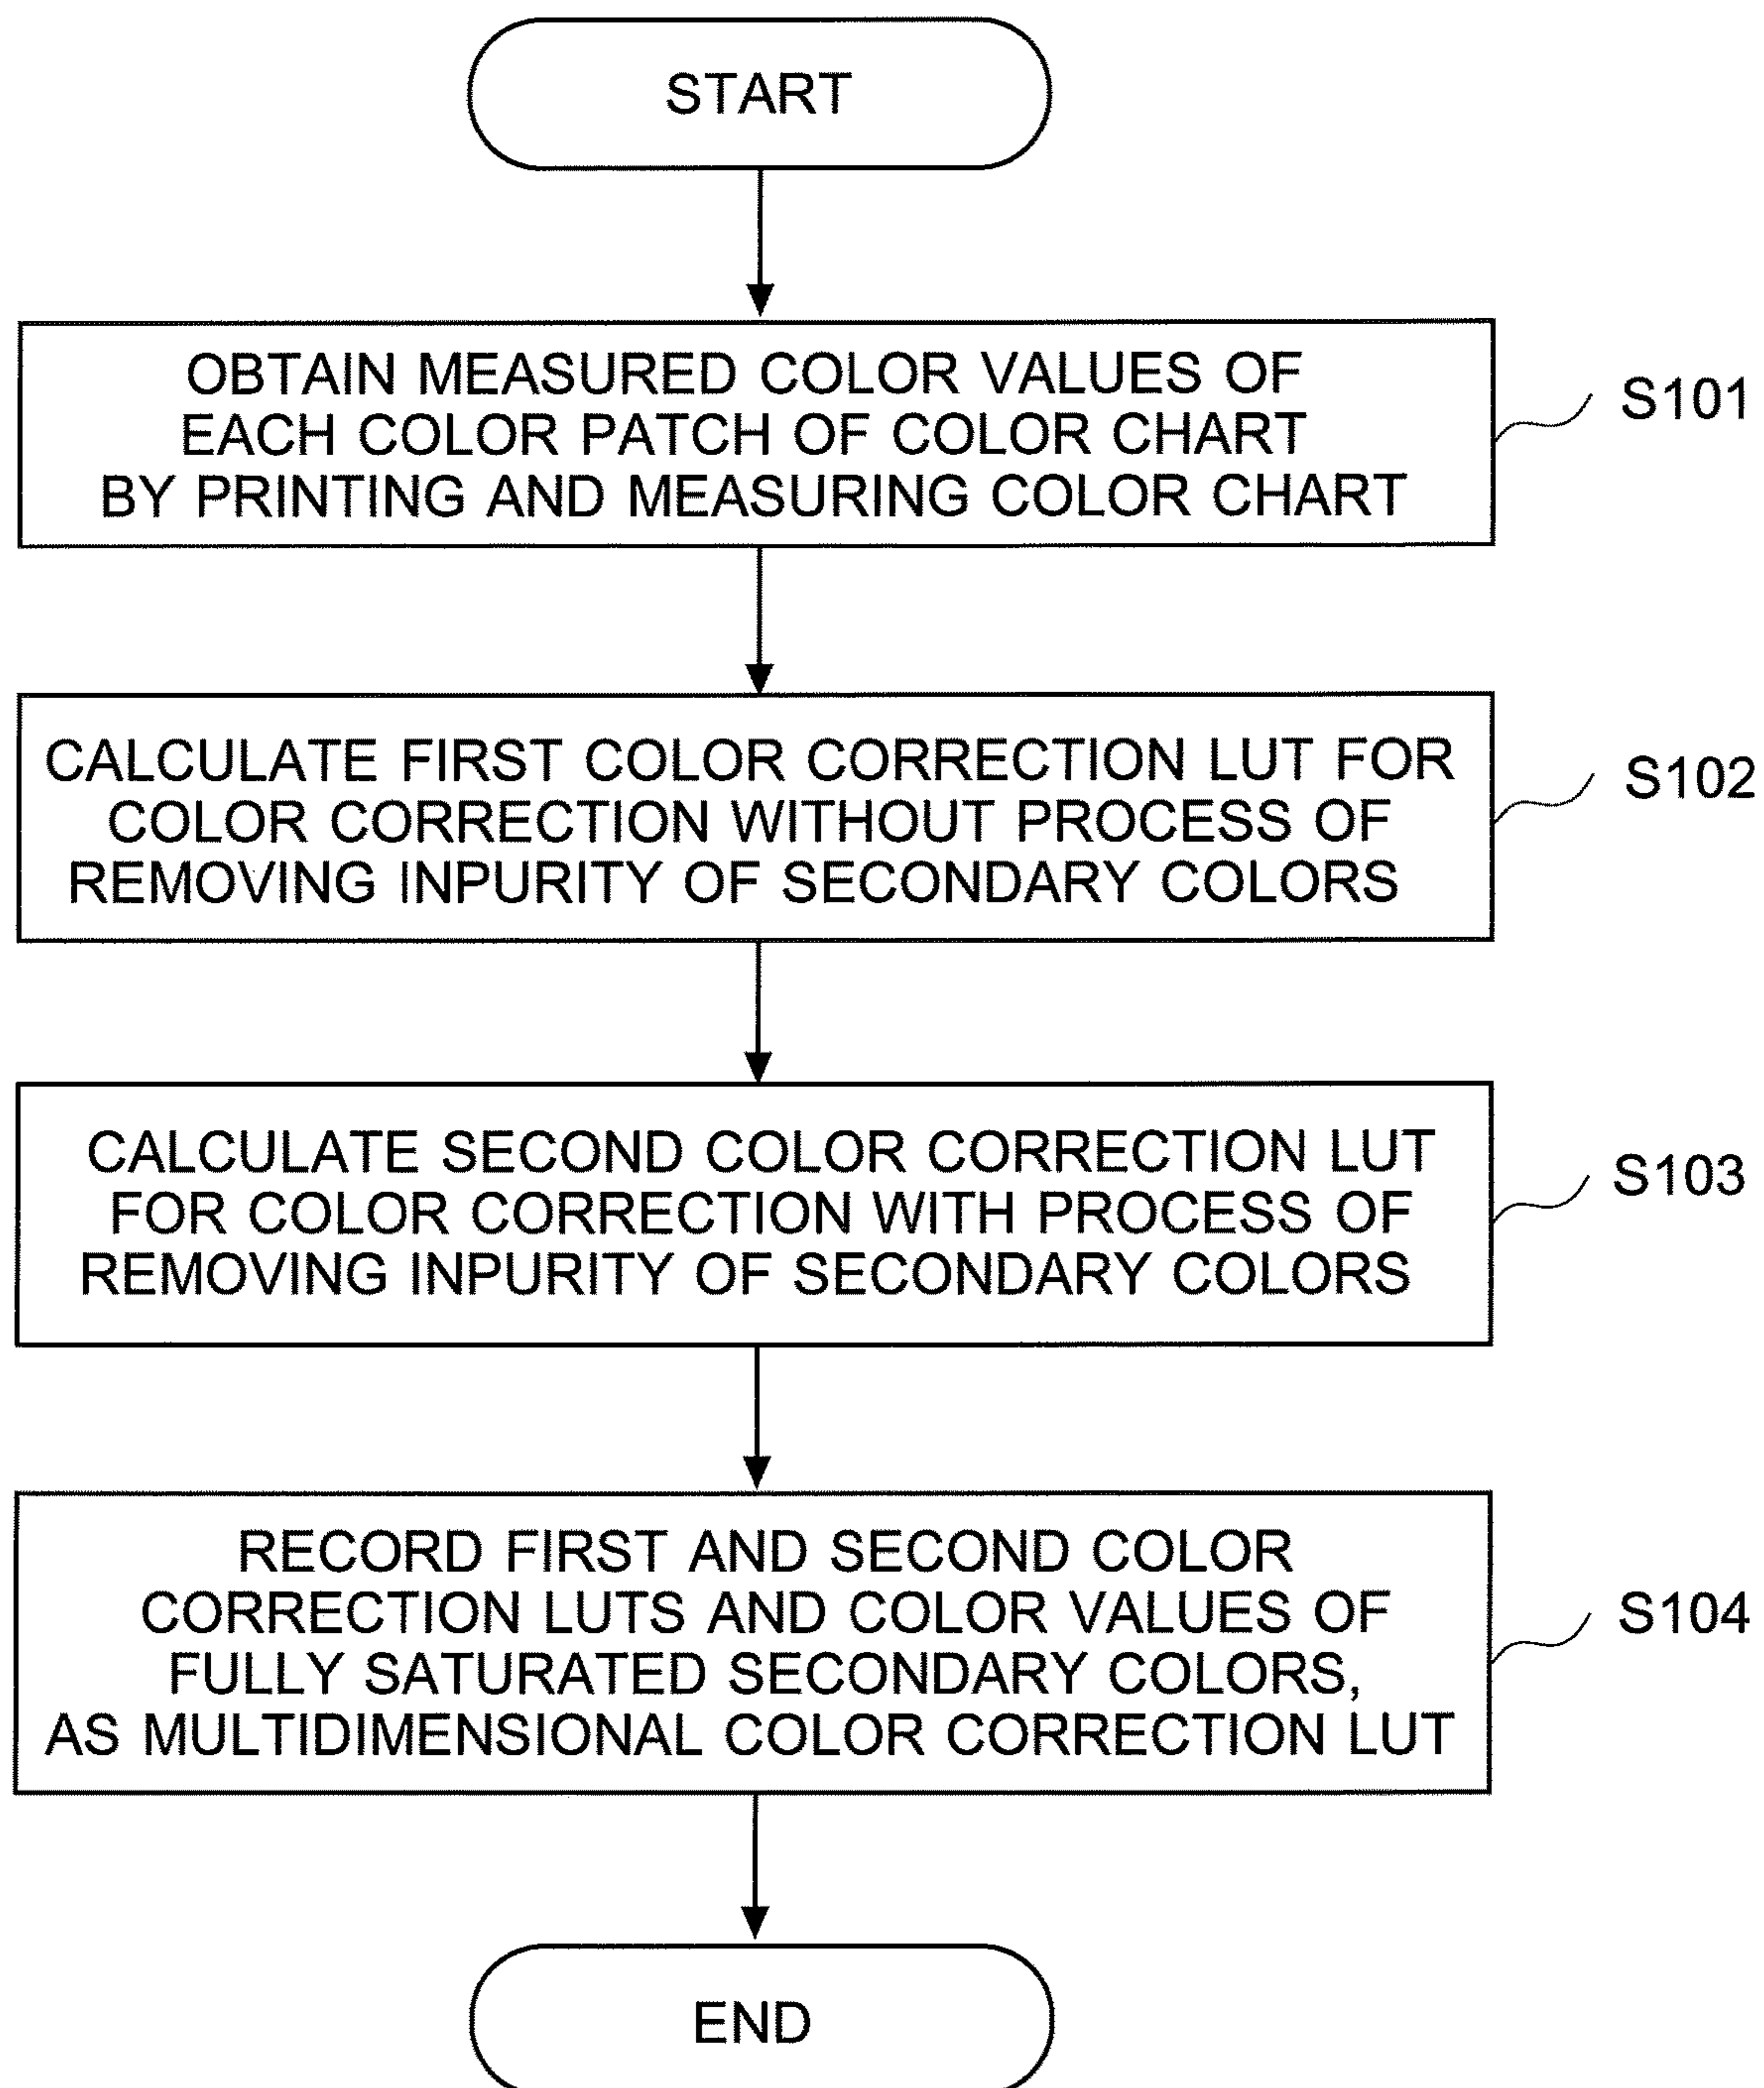 START
OBTAIN MEASURED COLOR VALUES OF
EACH COLOR PATCH OF COLOR CHART
BY PRINTING AND MEASURING COLOR CHART
S101
CALCULATE FIRST COLOR CORRECTION LUT FOR
COLOR CORRECTION WITHOUT PROCESS OF
REMOVING INPURITY OF SECONDARY COLORS
S102
CALCULATE SECOND COLOR CORRECTION LUT
FOR COLOR CORRECTION WITH PROCESS OF
REMOVING INPURITY OF SECONDARY COLORS
S103
RECORD FIRST AND SECOND COLOR
CORRECTION LUTS AND COLOR VALUES OF
FULLY SATURATED SECONDARY COLORS,
AS MULTIDIMENSIONAL COLOR CORRECTION LUT
S104
END